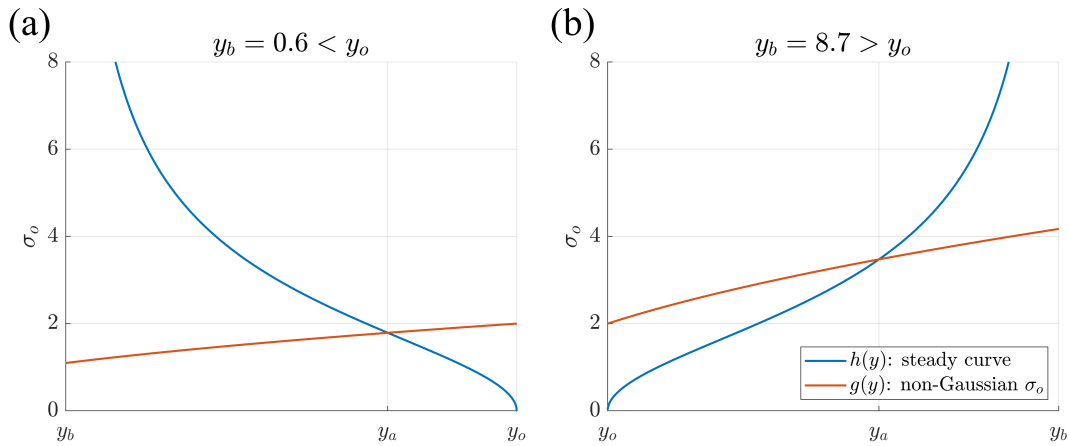 (a)
y_b = 0.6 < y_o
8
6
4
2
0
σ_o
y_b
y_a
y_o
(b)
y_b = 8.7 > y_o
8
6
4
2
0
σ_o
y_o
y_a
y_b
h(y): steady curve
g(y): non-Gaussian σ_o